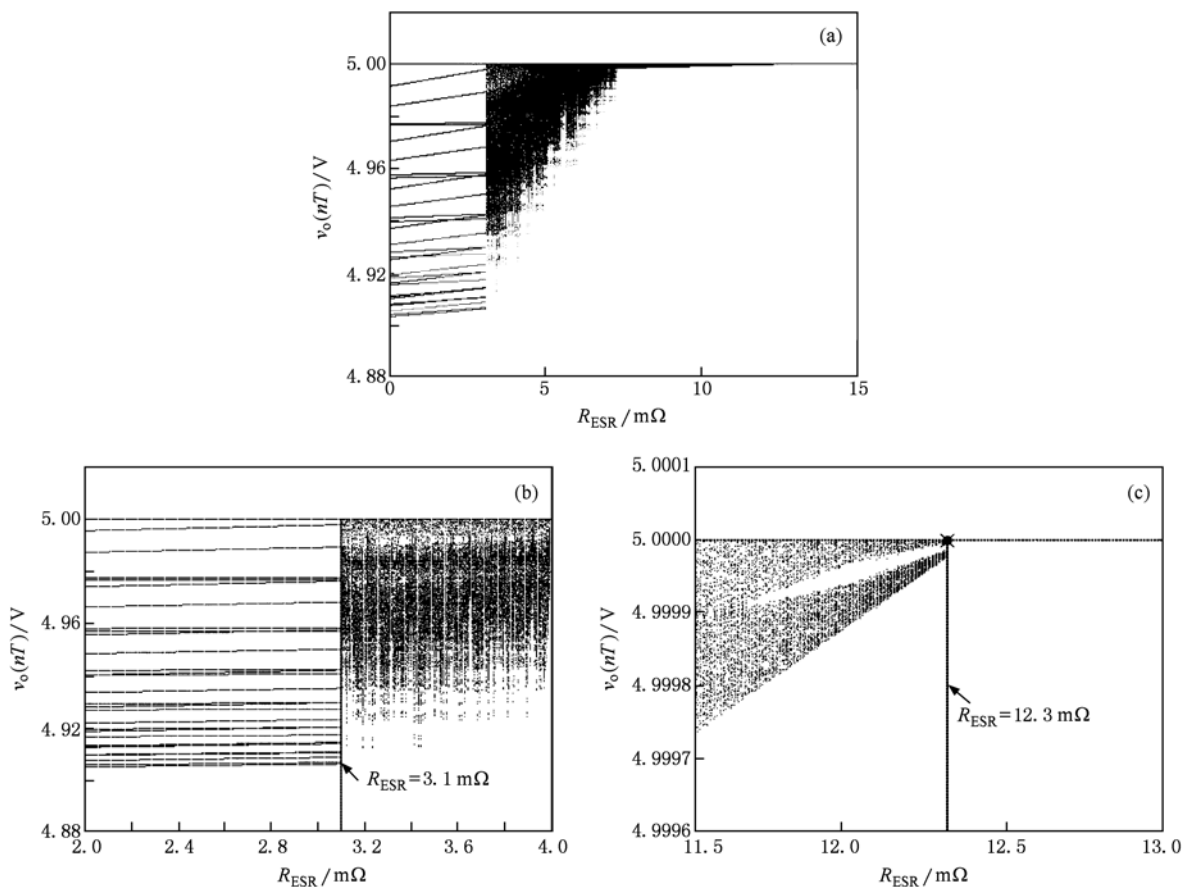 (a)
5.00
4.96
4.92
4.88
v_o(nT)/V
0
5
10
15
R_ESR/mΩ
(b)
5.00
4.96
4.92
4.88
v_o(nT)/V
R_ESR=3.1 mΩ
2.0
2.4
2.8
3.2
3.6
4.0
R_ESR/mΩ
(c)
5.0001
5.0000
4.9999
4.9998
4.9997
4.9996
v_o(nT)/V
R_ESR=12.3 mΩ
11.5
12.0
12.5
13.0
R_ESR/mΩ